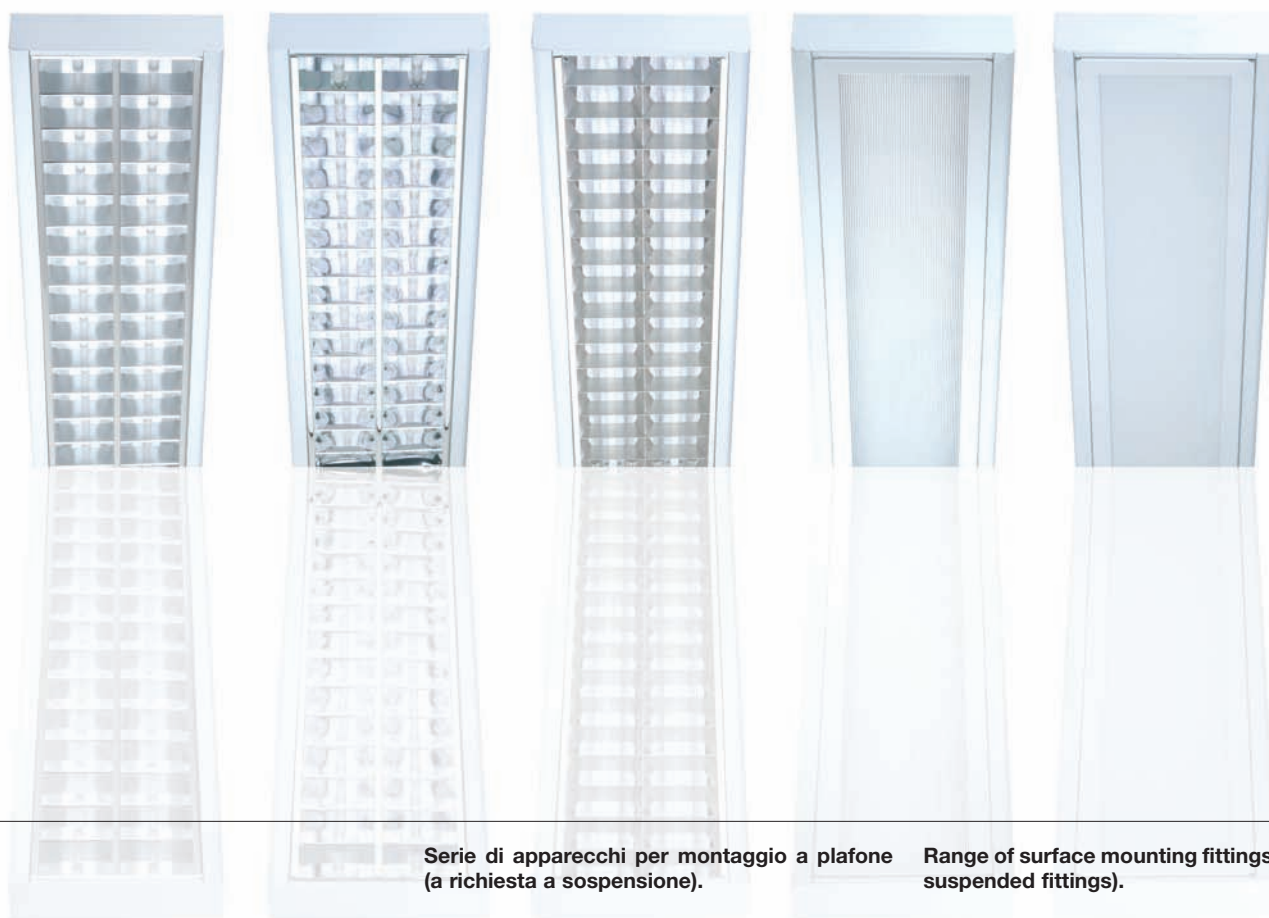 Serie di apparecchi per montaggio a plafone
(a richiesta a sospensione).
Range of surface mounting fittings
suspended fittings).